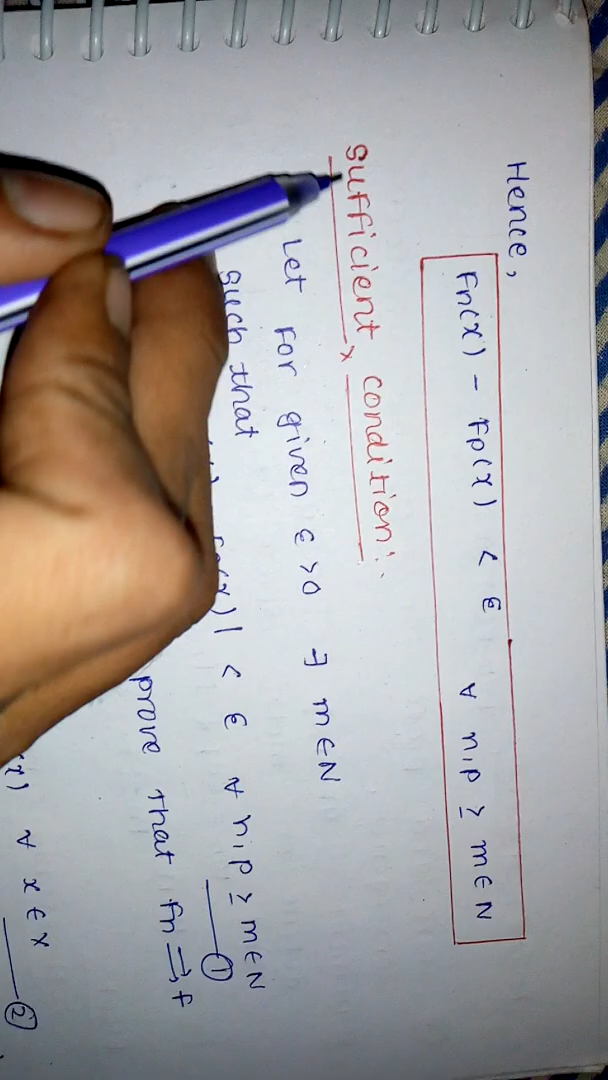 Hence,
Fn(x) - Fp(x) < ε ∀ n,p ≥ m ∈ N
Sufficient condition:
Let For given ε > 0 ∃ m ∈ N
such that (x)| < ε ∀ n,p ≥ m ∈ N
①
prove that Fn ⇉ f
(x) ∀ x ∈ X
②